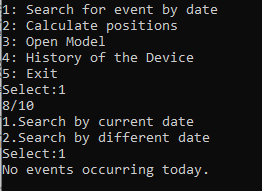 1: Search for event by date
2: Calculate positions
3: Open Model
4: History of the Device
5: Exit
Select:1
8/10
1.Search by current date
2.Search by different date
Select:1
No events occurring today.